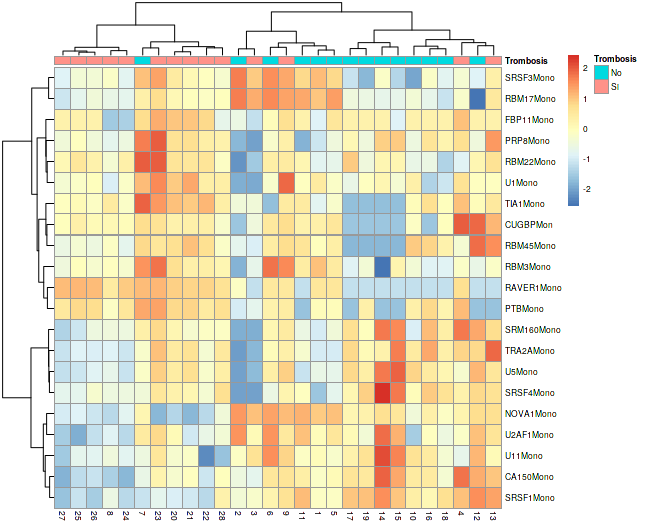 Trombosis
SRSF3Mono
RBM17Mono
FBP11Mono
PRP8Mono
RBM22Mono
U1Mono
TIA1Mono
CUGBPMon
RBM45Mono
RBM3Mono
RAVER1Mono
PTBMono
SRM160Mono
TRA2AMono
U5Mono
SRSF4Mono
NOVA1Mono
U2AF1Mono
U11Mono
CA150Mono
SRSF1Mono
27 25 26 8 24 7 23 20 21 22 28 2 3 6 9 11 1 5 17 19 14 15 10 16 18 4 12 13
2
1
0
-1
-2
Trombosis
No
SI